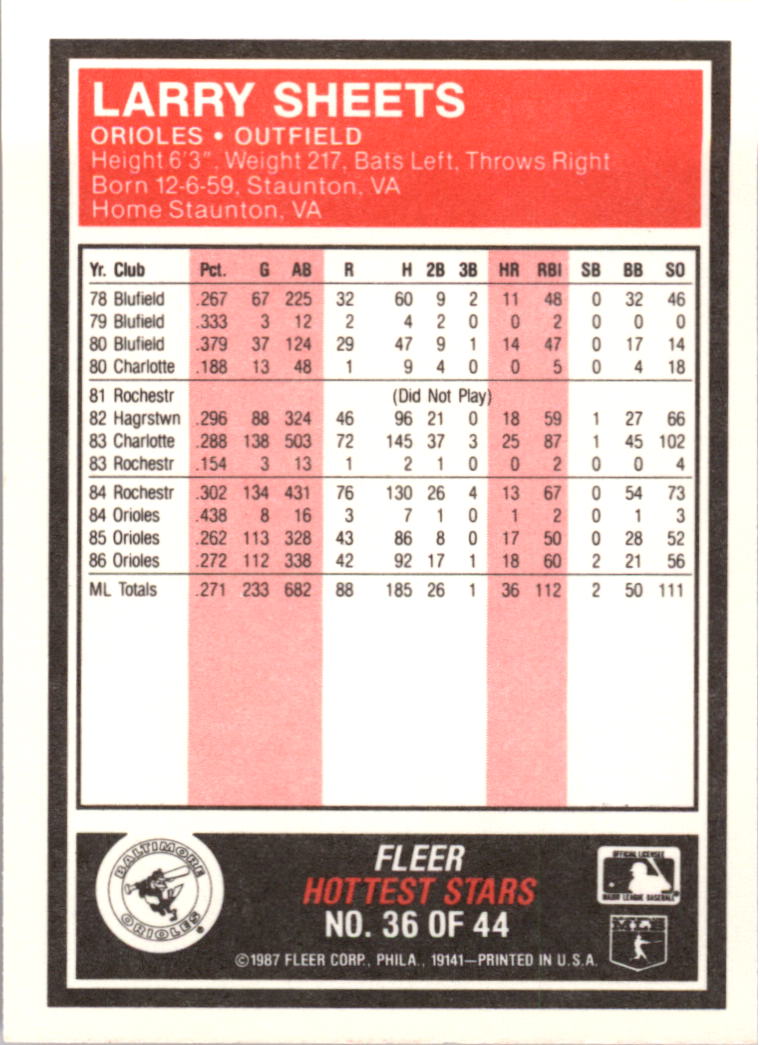 LARRY SHEETS
ORIOLES • OUTFIELD
Height 6'3", Weight 217, Bats Left, Throws Right
Born 12-6-59, Staunton, VA
Home Staunton, VA
Yr. Club Pct. G AB R H 2B 3B HR RBI SB BB SO
78 Blufield .267 67 225 32 60 9 2 11 48 0 32 46
79 Blufield .333 3 12 2 4 2 0 0 2 0 0 0
80 Blufield .379 37 124 29 47 9 1 14 47 0 17 14
80 Charlotte .188 13 48 1 9 4 0 0 5 0 4 18
81 Rochestr (Did Not Play)
82 Hagrstwn .296 88 324 46 96 21 0 18 59 1 27 66
83 Charlotte .288 138 503 72 145 37 3 25 87 1 45 102
83 Rochestr .154 3 13 1 2 1 0 0 2 0 0 4
84 Rochestr .302 134 431 76 130 26 4 13 67 0 54 73
84 Orioles .438 8 16 3 7 1 0 1 2 0 1 3
85 Orioles .262 113 328 43 86 8 0 17 50 0 28 52
86 Orioles .272 112 338 42 92 17 1 18 60 2 21 56
ML Totals .271 233 682 88 185 26 1 36 112 2 50 111
BALTIMORE
ORIOLES
FLEER
HOTTEST STARS
NO. 36 OF 44
©1987 FLEER CORP., PHILA., 19141—PRINTED IN U.S.A.
OFFICIAL LICENSEE
MAJOR LEAGUE BASEBALL